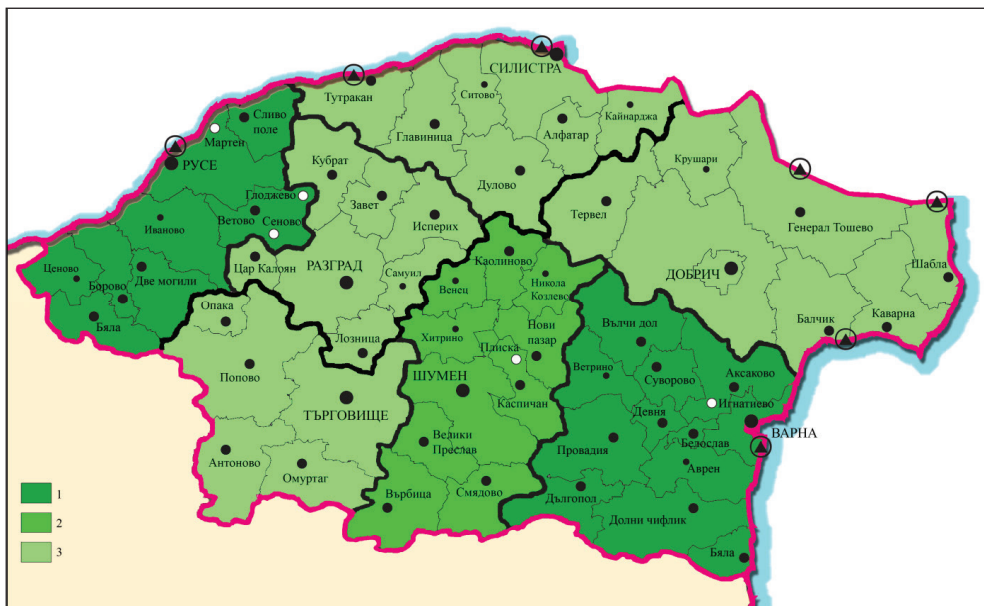 СИЛИСТРА
Тутракан
Ситово
Кайнарджа
Сливо
поле
Мартен
Главиница
Алфатар
РУСЕ
Кубрат
Крушари
Дулово
Глоджево
Завет
Тервел
Ветово
Сеново
Исперих
Генерал Тошево
Иваново
Цар Калоян
РАЗГРАД
Самуил
Каолиново
ДОБРИЧ
Шабла
Ценово
Две могили
Борово
Венец
Никола
Козлево
Опака
Бяла
Хитрино
Нови
пазар
Вълчи дол
Балчик
Каварна
Лозница
Плиска
Попово
Ветрино
Суворово
Аксаково
ШУМЕН
Игнатиево
ТЪРГОВИЩЕ
Каспичан
Девня
ВАРНА
Велики
Преслав
Провадия
Безослав
Антоново
Омуртаг
Аврен
Върбица
Смядово
Дългопол
Долни чифлик
Бяла
1
2
3